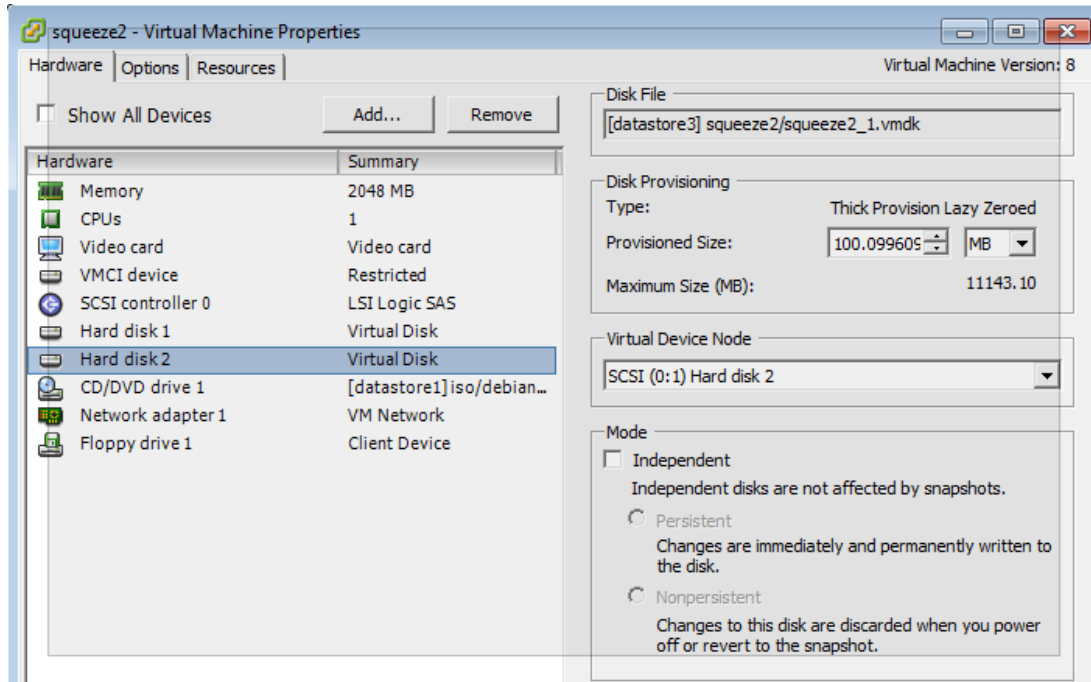 squeeze2 - Virtual Machine Properties
Hardware Options Resources Virtual Machine Version: 8
Show All Devices Add... Remove
Hardware Summary
Memory 2048 MB
CPUs 1
Video card Video card
VMCI device Restricted
SCSI controller 0 LSI Logic SAS
Hard disk 1 Virtual Disk
Hard disk 2 Virtual Disk
CD/DVD drive 1 [datastore1] iso/debian...
Network adapter 1 VM Network
Floppy drive 1 Client Device
Disk File
[datastore3] squeeze2/squeeze2_1.vmdk
Disk Provisioning
Type: Thick Provision Lazy Zeroed
Provisioned Size: 100.099609 MB
Maximum Size (MB): 11143.10
Virtual Device Node
SCSI (0:1) Hard disk 2
Mode
Independent
Independent disks are not affected by snapshots.
Persistent
Changes are immediately and permanently written to
the disk.
Nonpersistent
Changes to this disk are discarded when you power
off or revert to the snapshot.